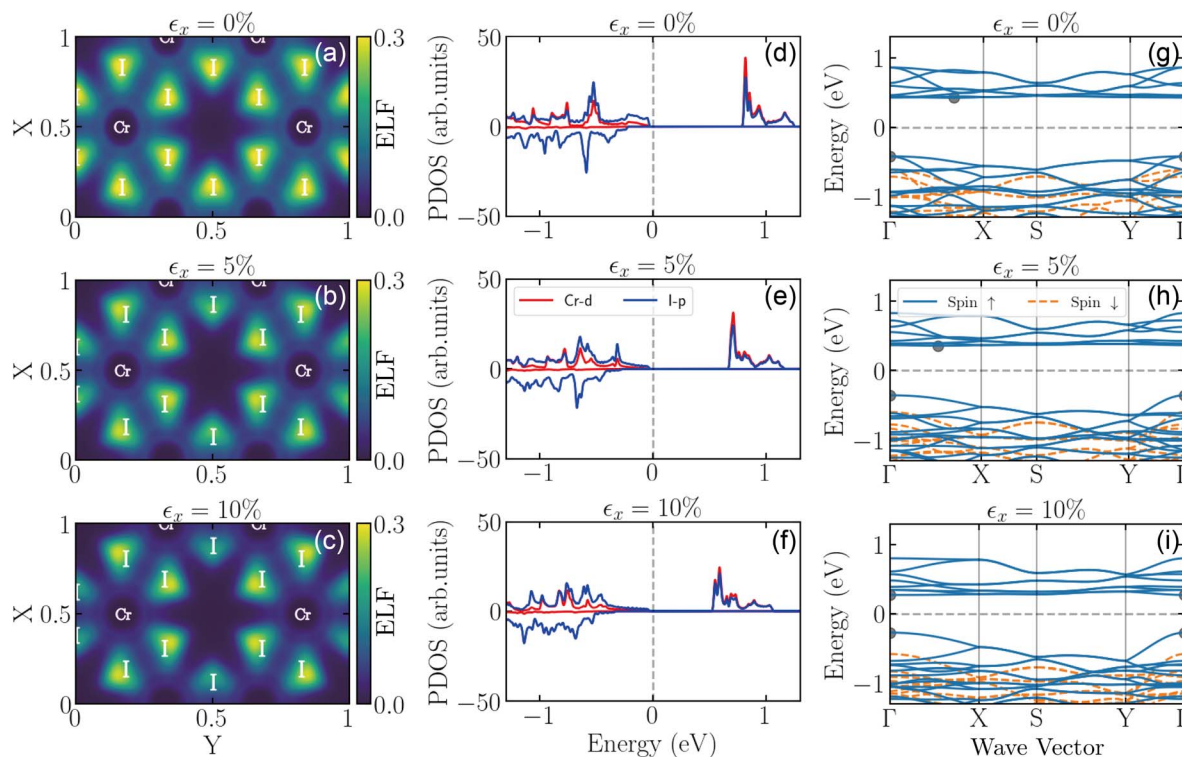 ϵx = 0%
(a)
1
X
0.5
0
0
0.5
1
Cr
Cr
I
I
I
I
I
I
Cr
Cr
I
I
I
I
I
I
0.3
ELF
0.0
ϵx = 0%
(d)
50
PDOS (arb.units)
0
−50
−1
0
1
ϵx = 0%
(g)
1
Energy (eV)
0
−1
Γ
X
S
Y
Γ
ϵx = 5%
(b)
1
X
0.5
0
0
0.5
1
Cr
Cr
I
I
I
I
I
I
Cr
Cr
I
I
I
I
I
I
0.3
ELF
0.0
ϵx = 5%
(e)
Cr-d
I-p
50
PDOS (arb.units)
0
−50
−1
0
1
ϵx = 5%
(h)
Spin ↑
Spin ↓
1
Energy (eV)
0
−1
Γ
X
S
Y
Γ
ϵx = 10%
(c)
1
X
0.5
0
0
0.5
1
Y
Cr
Cr
I
I
I
I
I
I
Cr
Cr
I
I
I
I
I
I
0.3
ELF
0.0
ϵx = 10%
(f)
50
PDOS (arb.units)
0
−50
−1
0
1
Energy (eV)
ϵx = 10%
(i)
1
Energy (eV)
0
−1
Γ
X
S
Y
Γ
Wave Vector